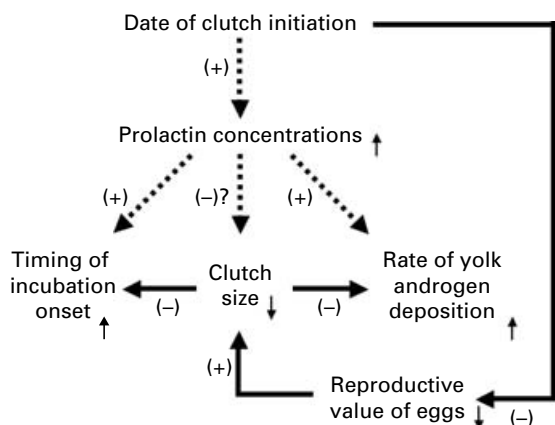 Date of clutch initiation
(+)
Prolactin concentrations
(+)
(–)?
(+)
Timing of
incubation
onset
(–)
Clutch
size
(–)
Rate of yolk
androgen
deposition
(+)
Reproductive
value of eggs
(–)